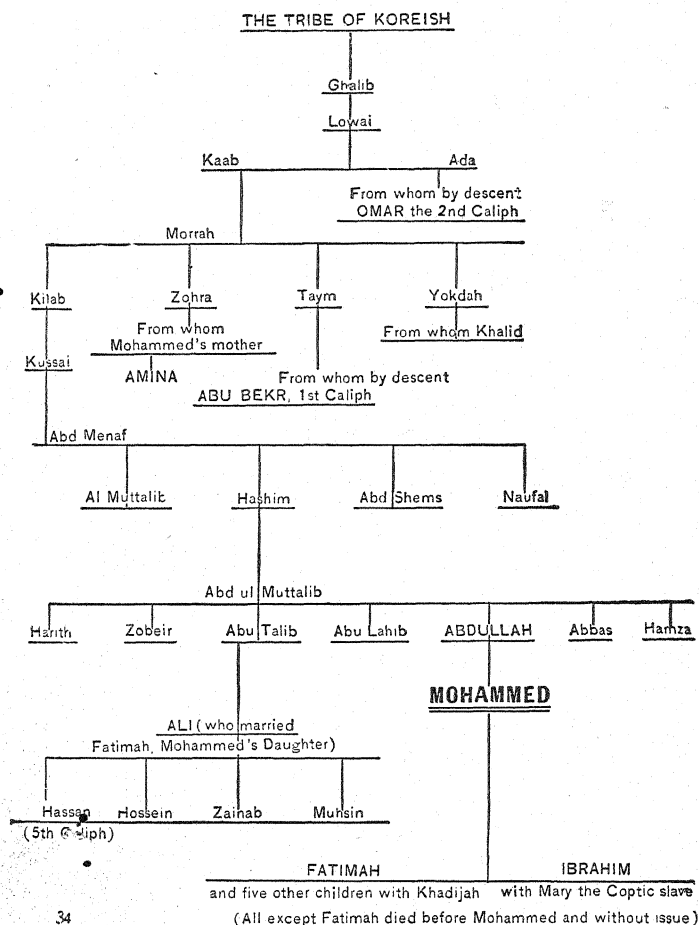 THE TRIBE OF KOREISH
Ghalib
Lowai
Kaab Ada
From whom by descent
OMAR the 2nd Caliph
Morrah
Kilab Zohra Taym Yokdah
From whom From whom Khalid
Mohammed's mother
Kussai
AMINA From whom by descent
ABU BEKR, 1st Caliph
Abd Menaf
Al Muttalib Hashim Abd Shems Naufal
Abd ul Muttalib
Harith Zobeir Abu Talib Abu Lahib ABDULLAH Abbas Hamza
MOHAMMED
ALI (who married
Fatimah, Mohammed's Daughter)
Hassan Hossein Zainab Muhsin
(5th Caliph)
FATIMAH IBRAHIM
and five other children with Khadijah with Mary the Coptic slave
34 (All except Fatimah died before Mohammed and without issue)